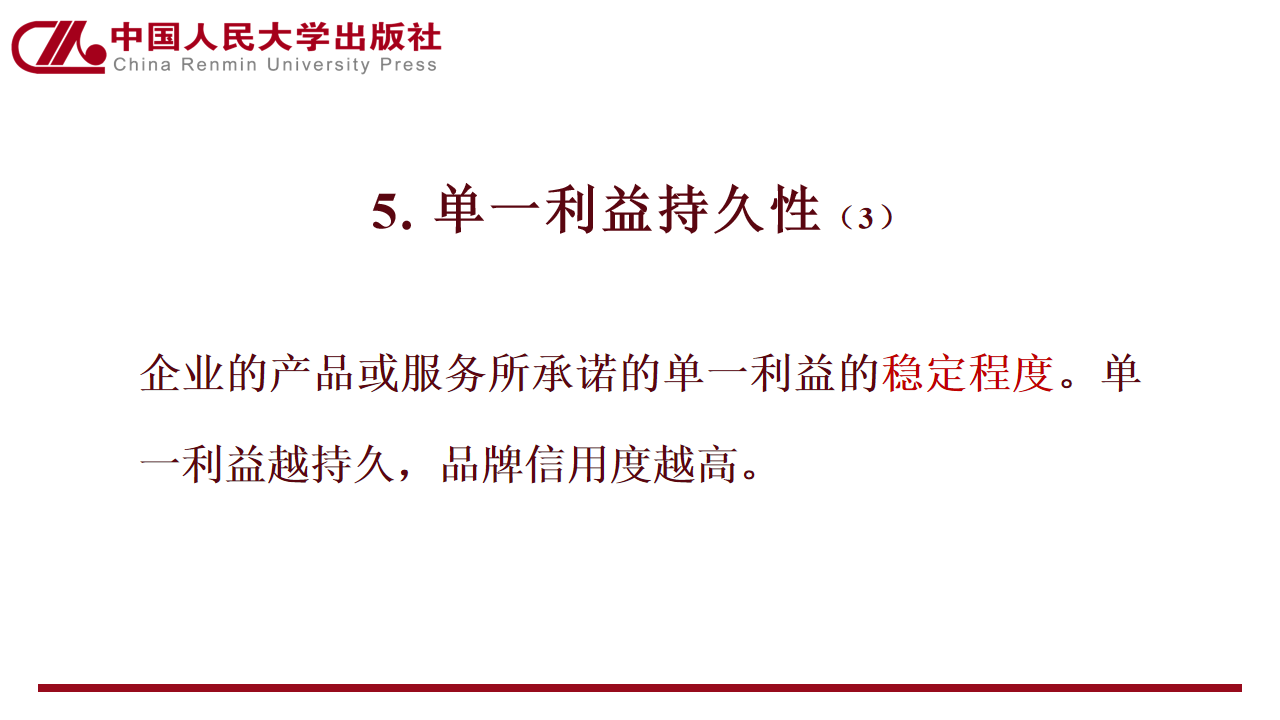 中国人民大学出版社
China Renmin University Press
5. 单一利益持久性（3）
企业的产品或服务所承诺的单一利益的稳定程度。单
一利益越持久，品牌信用度越高。